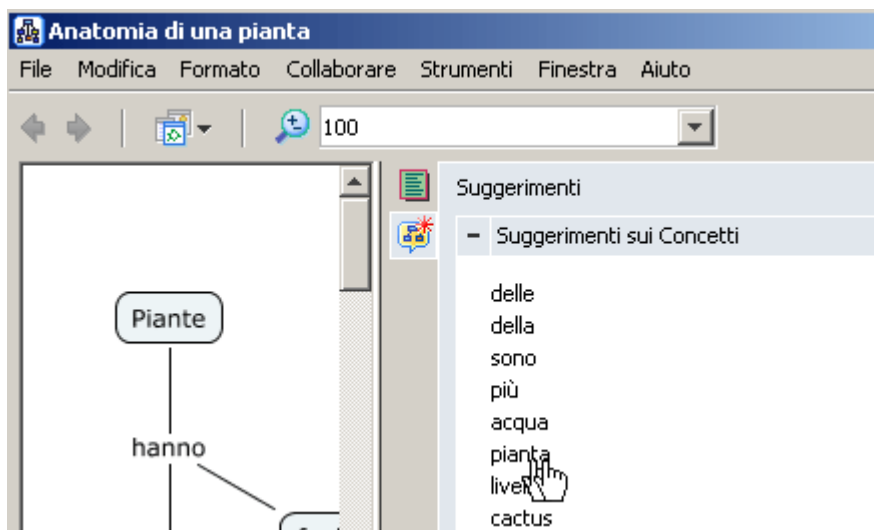 Anatomia di una pianta
File Modifica Formato Collaborare Strumenti Finestra Aiuto
100
Piante
hanno
Suggerimenti
Suggerimenti sui Concetti
delle
della
sono
più
acqua
pianta
cactus